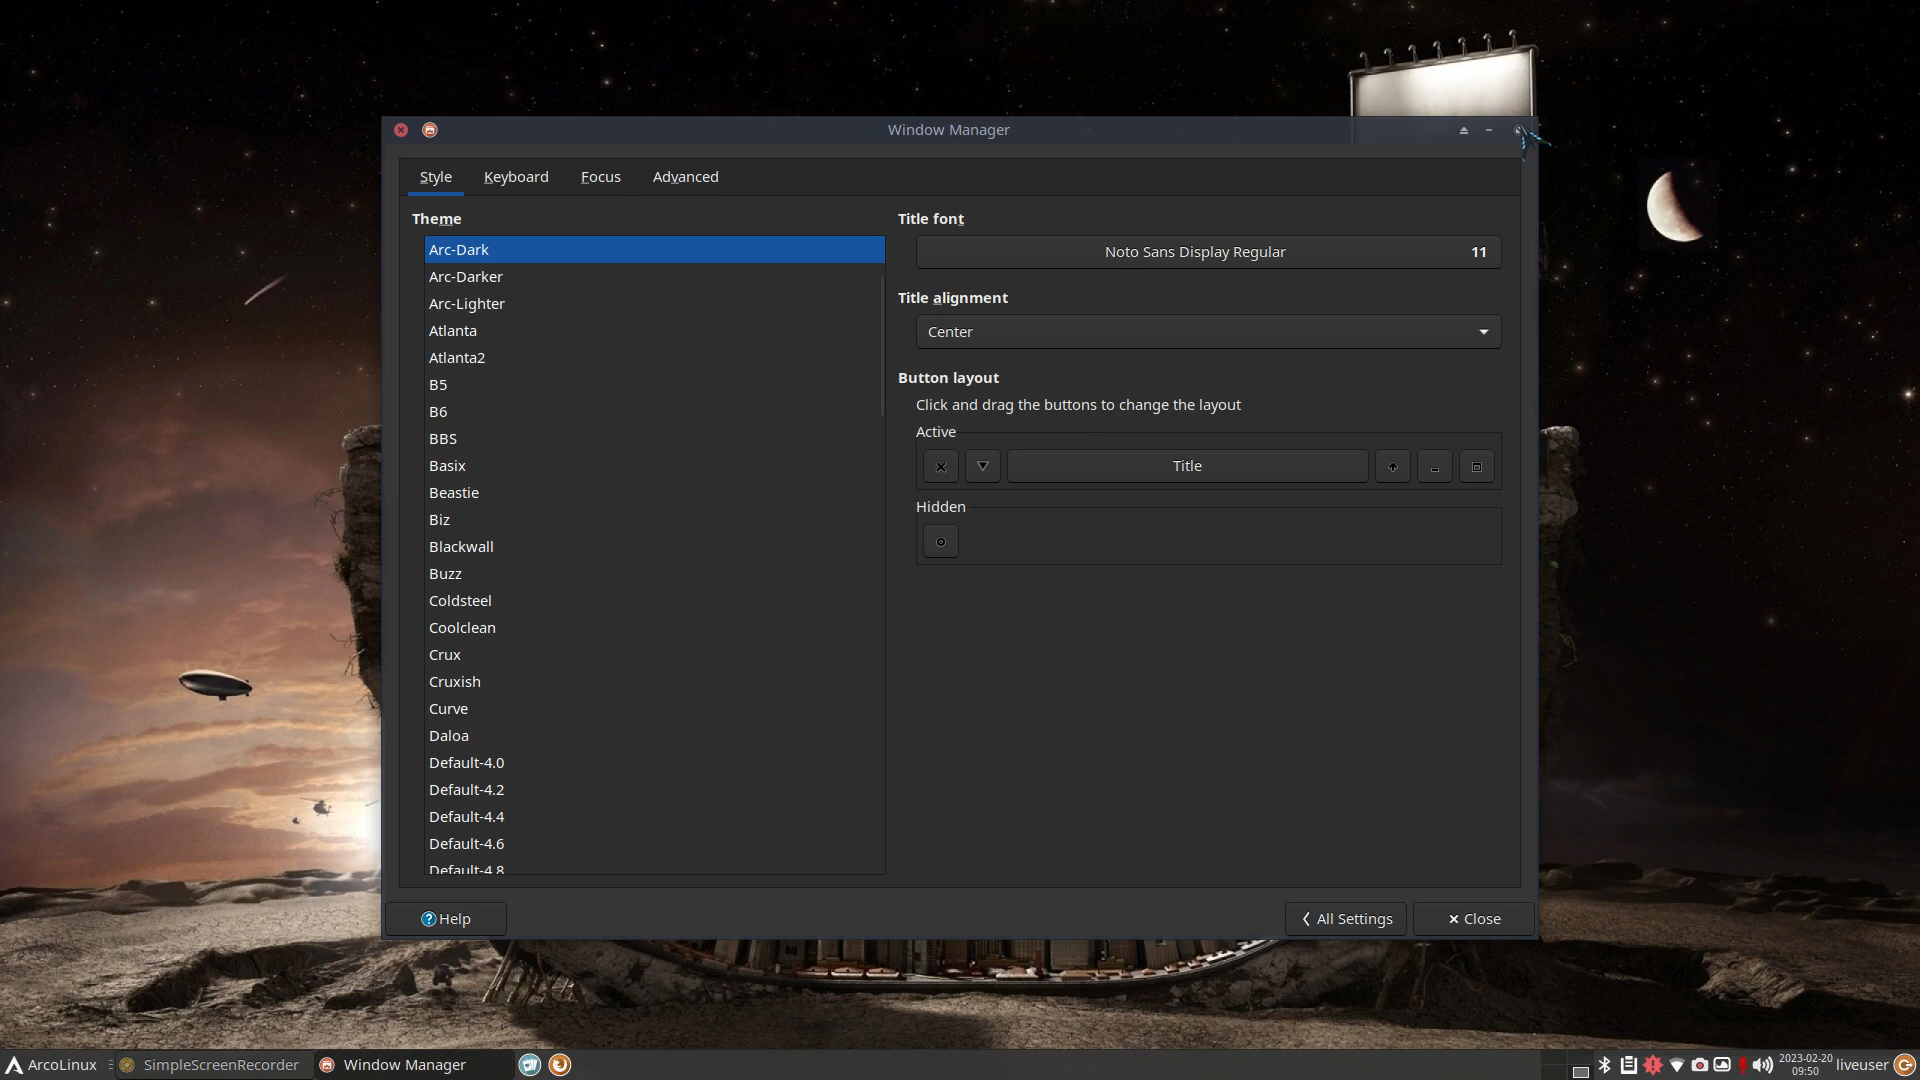 Window Manager
Style
Keyboard
Focus
Advanced
Theme
Arc-Dark
Arc-Darker
Arc-Lighter
Atlanta
Atlanta2
B5
B6
BBS
Basix
Beastie
Biz
Blackwall
Buzz
Coldsteel
Coolclean
Crux
Cruxish
Curve
Daloa
Default-4.0
Default-4.2
Default-4.4
Default-4.6
Default-4.8
Title font
Noto Sans Display Regular 11
Title alignment
Center
Button layout
Click and drag the buttons to change the layout
Active
Title
Hidden
Help
All Settings
Close
ArcoLinux
SimpleScreenRecorder
Window Manager
2023-02-20
09:50
liveuser